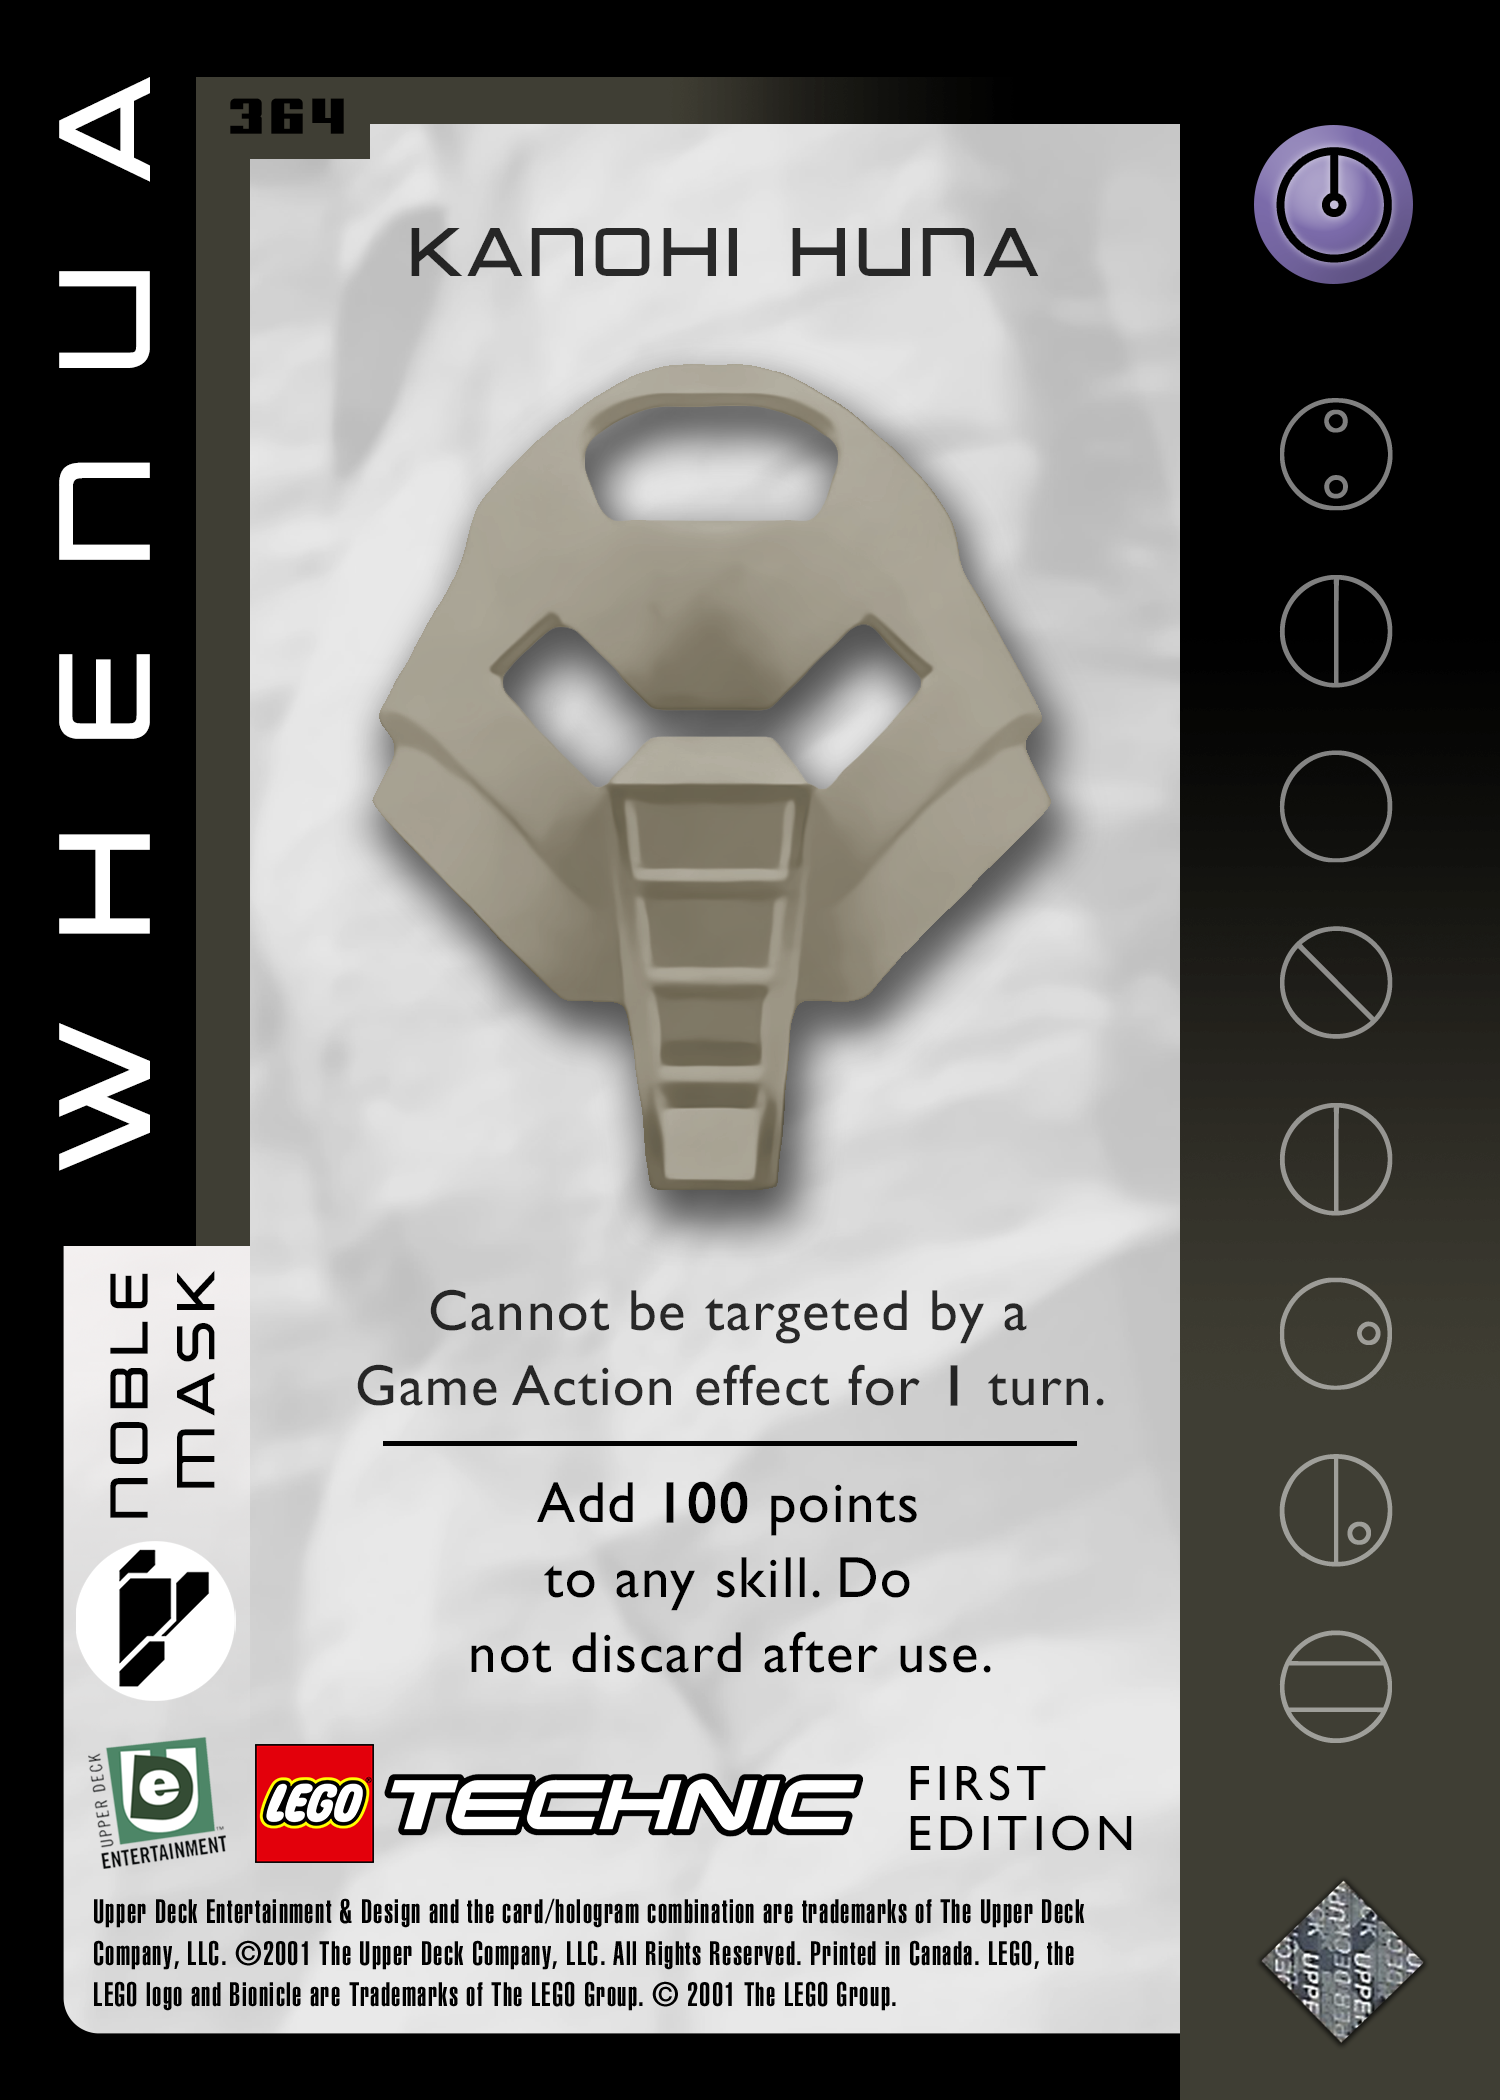 364
WHENUA
KANOHI HUNA
Cannot be targeted by a
Game Action effect for 1 turn.
Add 100 points
to any skill. Do
not discard after use.
NOBLE
MASK
UPPER DECK
e
ENTERTAINMENT
™
LEGO
TECHNIC
FIRST
EDITION
Upper Deck Entertainment & Design and the card/hologram combination are trademarks of The Upper Deck
Company, LLC. ©2001 The Upper Deck Company, LLC. All Rights Reserved. Printed in Canada. LEGO, the
LEGO logo and Bionicle are Trademarks of The LEGO Group. © 2001 The LEGO Group.